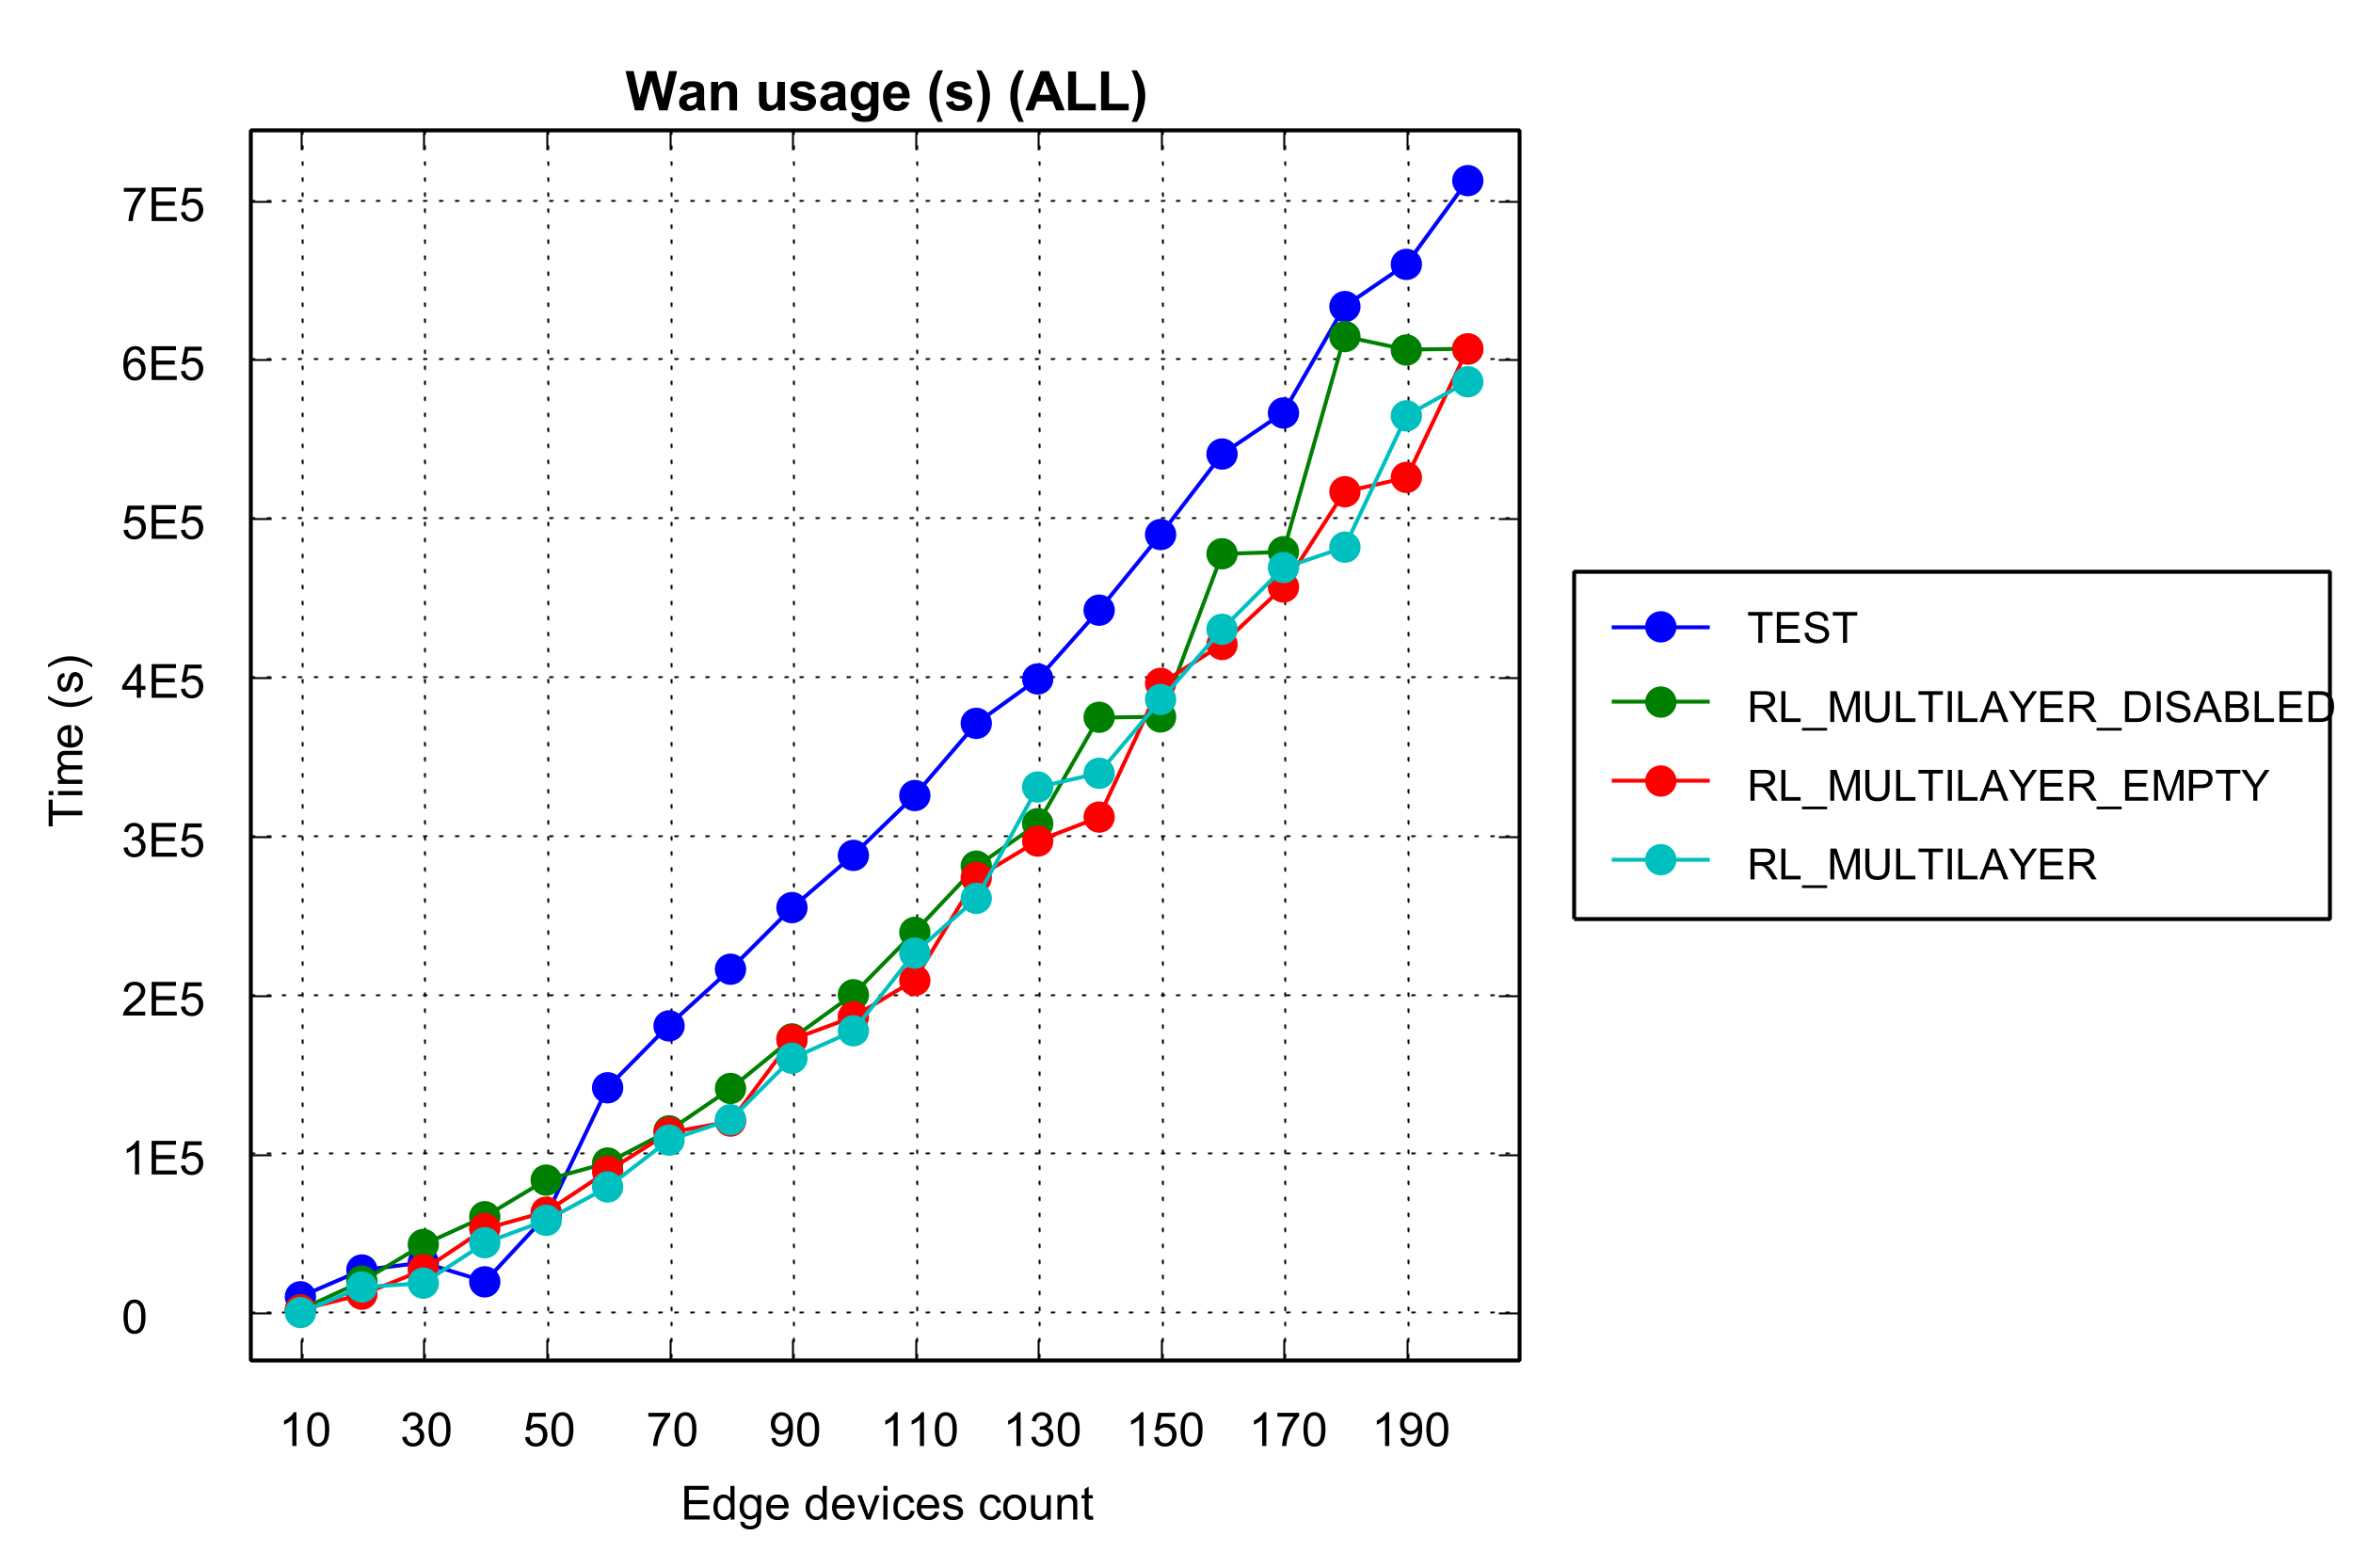 Wan usage (s) (ALL)
7E5
6E5
5E5
4E5
3E5
2E5
1E5
0
Time (s)
10 30 50 70 90 110 130 150 170 190
Edge devices count
TEST
RL_MULTILAYER_DISABLED
RL_MULTILAYER_EMPTY
RL_MULTILAYER